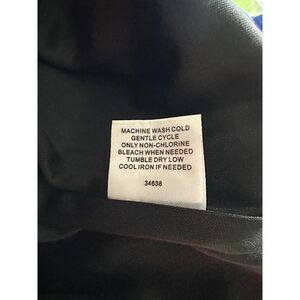 MACHINE WASH COLD
GENTLE CYCLE
ONLY NON-CHLORINE
BLEACH WHEN NEEDED
TUMBLE DRY LOW
COOL IRON IF NEEDED
34638